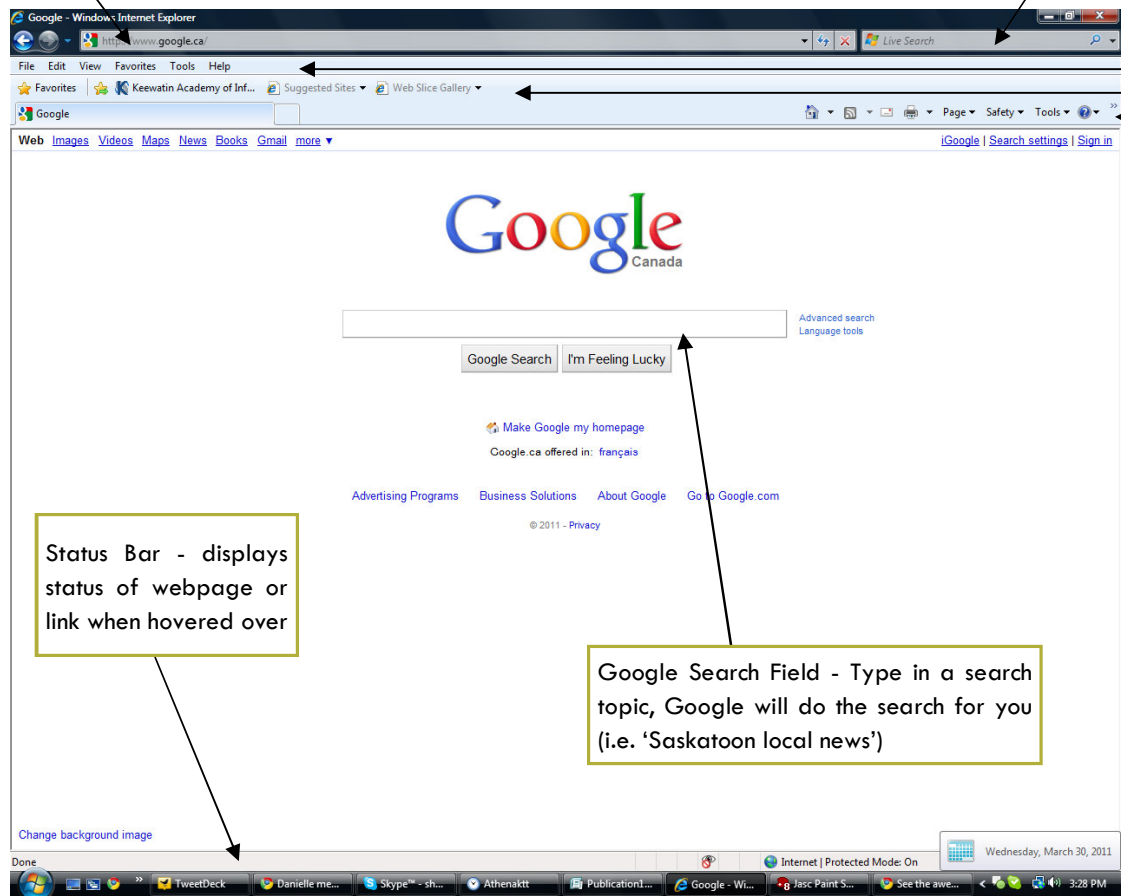 Google - Windows Internet Explorer
http://www.google.ca/
Live Search
File Edit View Favorites Tools Help
Favorites Keewatin Academy of Inf... Suggested Sites Web Slice Gallery
Google Page Safety Tools
Web Images Videos Maps News Books Gmail more iGoogle | Search settings | Sign in
Google
Canada
Advanced search
Language tools
Google Search I'm Feeling Lucky
Make Google my homepage
Google.ca offered in: français
Advertising Programs Business Solutions About Google Go to Google.com
© 2011 - Privacy
Status Bar - displays
status of webpage or
link when hovered over
Google Search Field - Type in a search
topic, Google will do the search for you
(i.e. ‘Saskatoon local news’)
Change background image
Wednesday, March 30, 2011
Done Internet | Protected Mode: On
TweetDeck Danielle me... Skype™ - sh... Athenaktt Publication1... Google - Wi... Jasc Paint S... See the awe... 3:28 PM